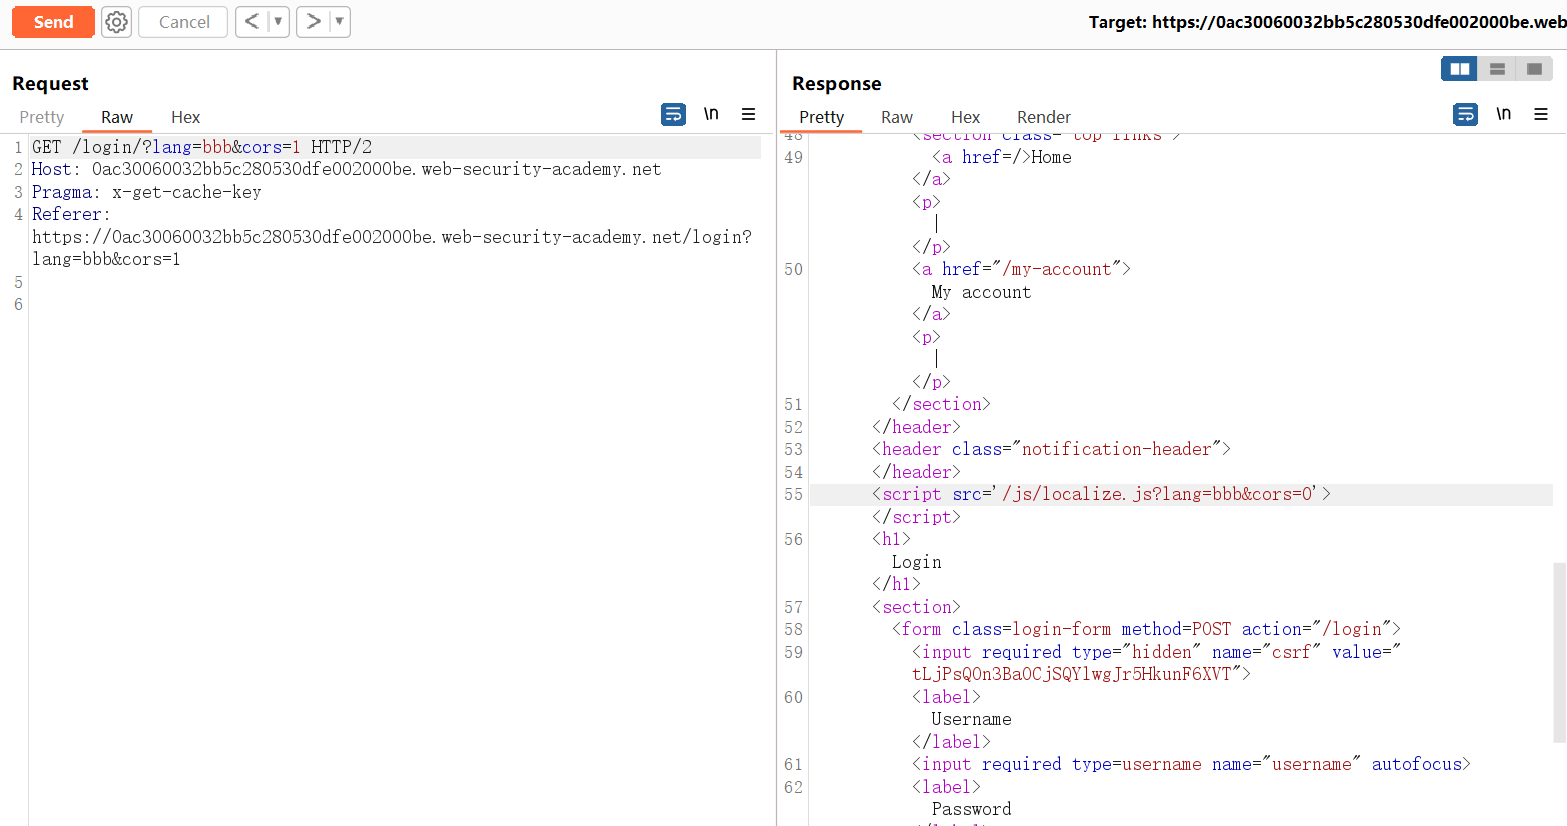 Send
Cancel
Target: https://0ac30060032bb5c280530dfe002000be.web
Request
Pretty Raw Hex
\n
1 GET /login/?lang=bbb&cors=1 HTTP/2
2 Host: 0ac30060032bb5c280530dfe002000be.web-security-academy.net
3 Pragma: x-get-cache-key
4 Referer:
https://0ac30060032bb5c280530dfe002000be.web-security-academy.net/login?
lang=bbb&cors=1
5
6
Response
Pretty Raw Hex Render
\n
48 <section class="top-links">
49 <a href=/>Home
</a>
<p>
|
</p>
50 <a href="/my-account">
My account
</a>
<p>
|
</p>
51 </section>
52 </header>
53 <header class="notification-header">
54 </header>
55 <script src='/js/localize.js?lang=bbb&cors=0'>
</script>
56 <h1>
Login
</h1>
57 <section>
58 <form class=login-form method=POST action="/login">
59 <input required type="hidden" name="csrf" value="
tLjPsQOn3BaOCjSQYlwgJr5HkunF6XVT">
60 <label>
Username
</label>
61 <input required type=username name="username" autofocus>
62 <label>
Password